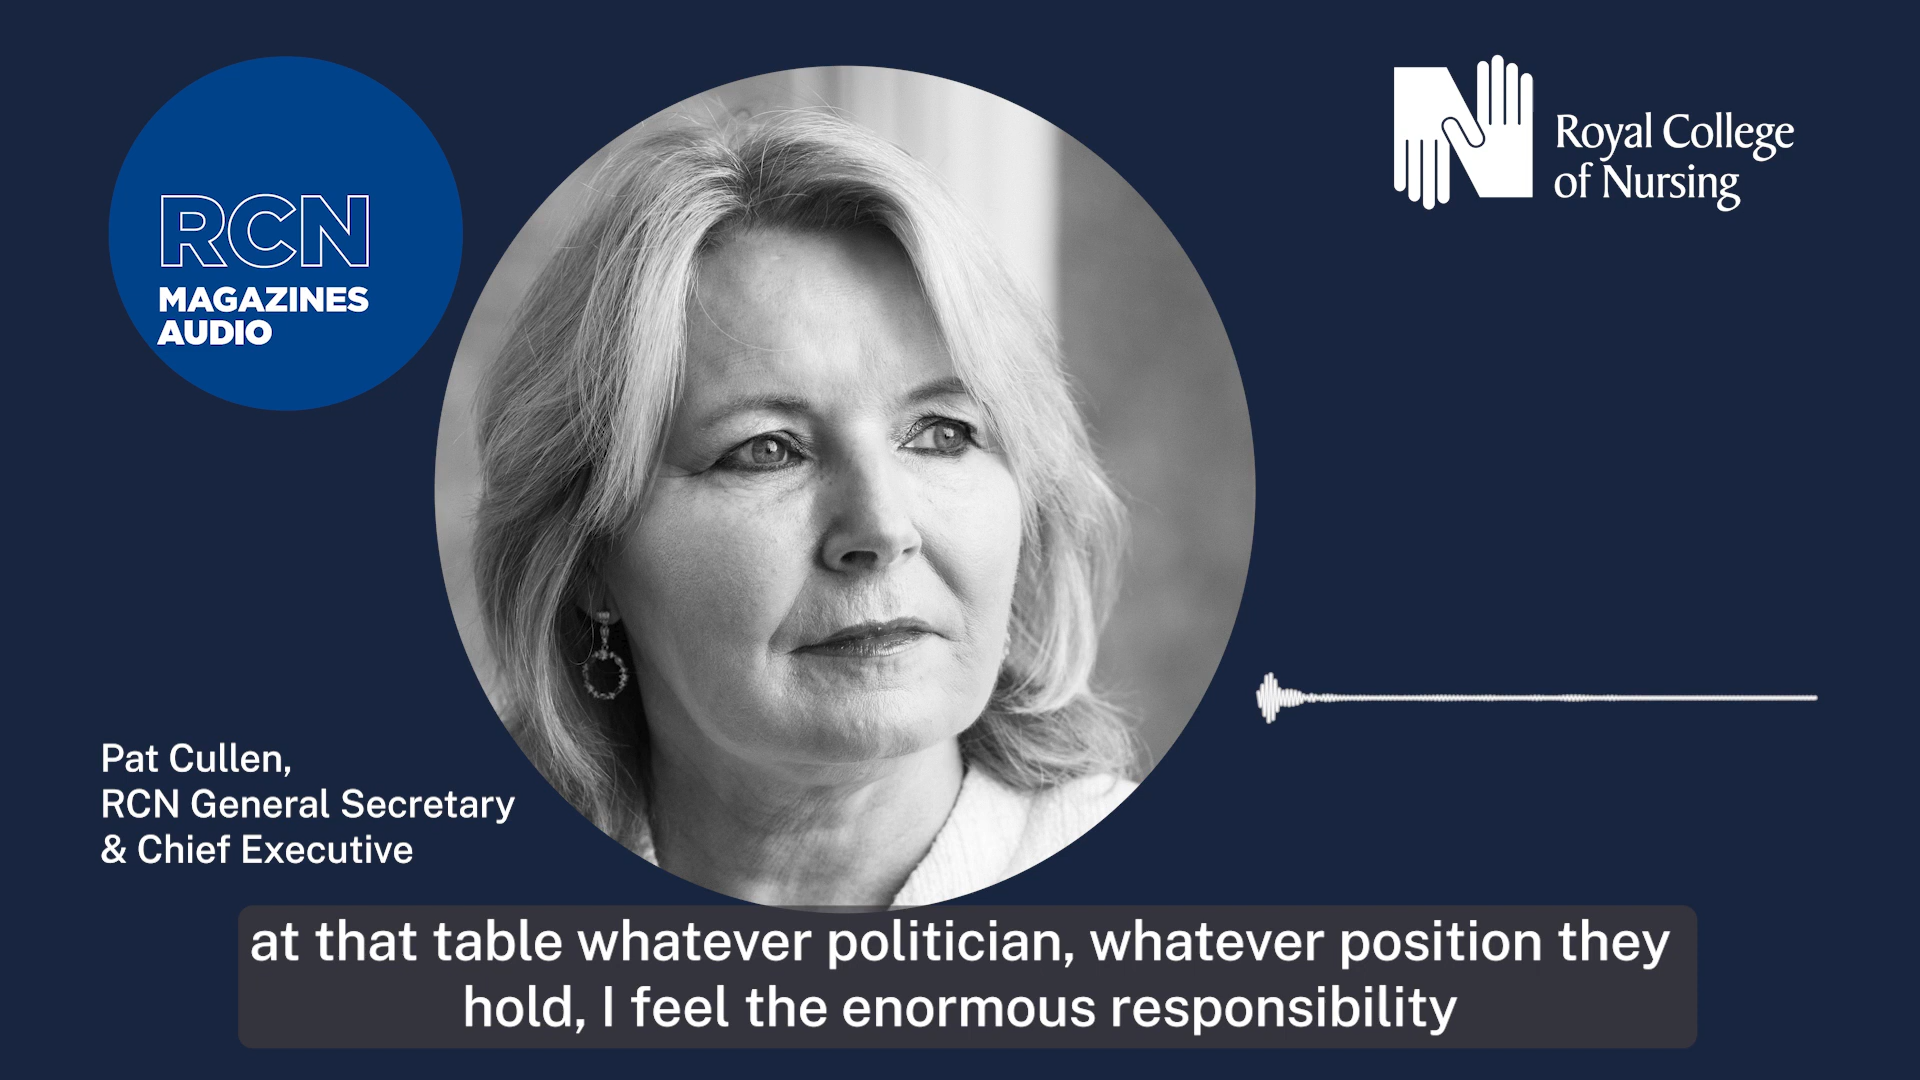 RCN
MAGAZINES
AUDIO
Royal College
of Nursing
Pat Cullen,
RCN General Secretary
& Chief Executive
at that table whatever politician, whatever position they
hold, I feel the enormous responsibility